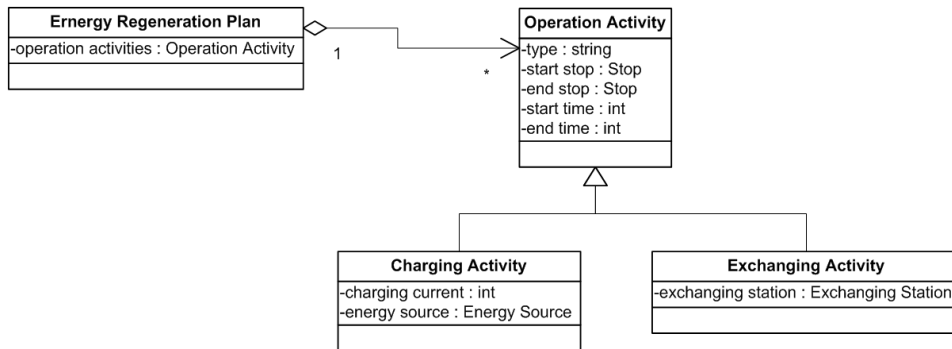 Ernergy Regeneration Plan
-operation activities : Operation Activity
1
*
Operation Activity
-type : string
-start stop : Stop
-end stop : Stop
-start time : int
-end time : int
Charging Activity
-charging current : int
-energy source : Energy Source
Exchanging Activity
-exchanging station : Exchanging Station